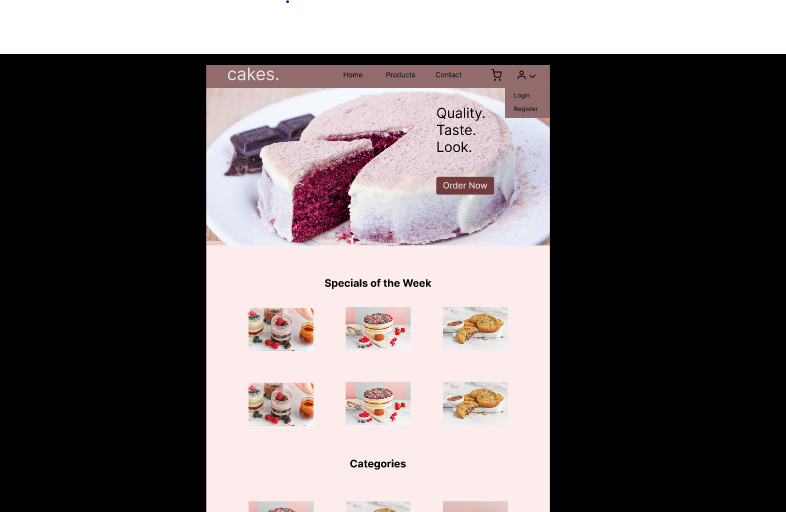 cakes.
Home Products Contact
Login
Register
Quality.
Taste.
Look.
Order Now
Specials of the Week
Categories